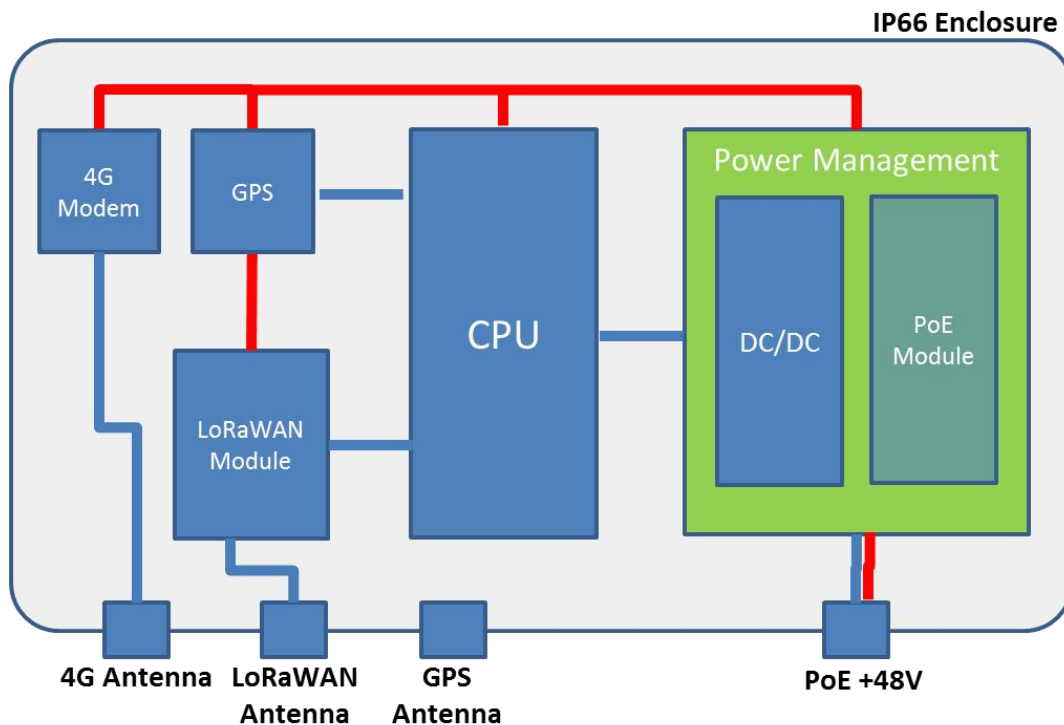 IP66 Enclosure
4G
Modem
GPS
CPU
Power Management
DC/DC
PoE
Module
LoRaWAN
Module
4G Antenna
LoRaWAN
Antenna
GPS
Antenna
PoE +48V